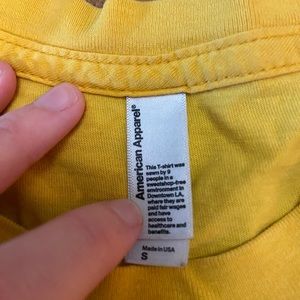 American Apparel®
This T-shirt was
sewn by 9
people in a
sweatshop-free
environment in
Downtown LA,
where they are
paid fair wages
and have
access to
healthcare and
benefits.
Made in USA
S